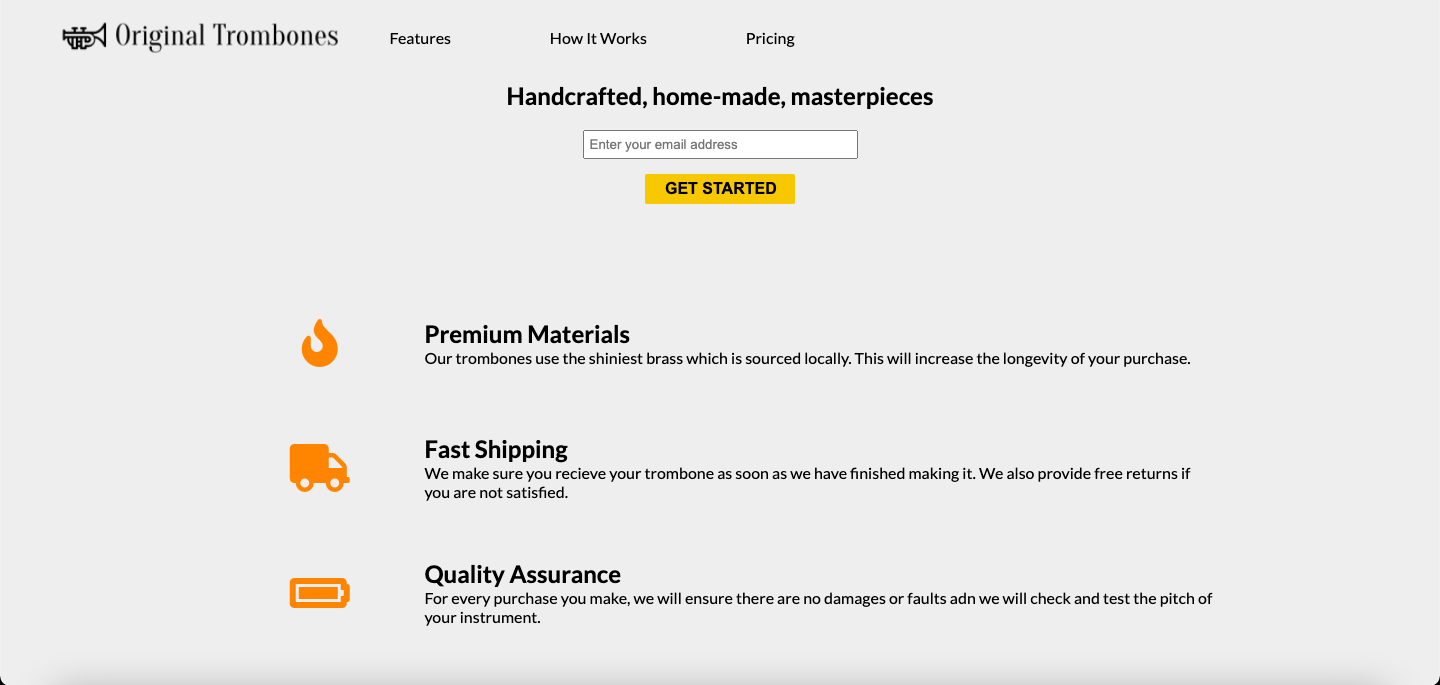 Original Trombones
Features
How It Works
Pricing
Handcrafted, home-made, masterpieces
Enter your email address
GET STARTED
Premium Materials
Our trombones use the shiniest brass which is sourced locally. This will increase the longevity of your purchase.
Fast Shipping
We make sure you recieve your trombone as soon as we have finished making it. We also provide free returns if
you are not satisfied.
Quality Assurance
For every purchase you make, we will ensure there are no damages or faults adn we will check and test the pitch of
your instrument.